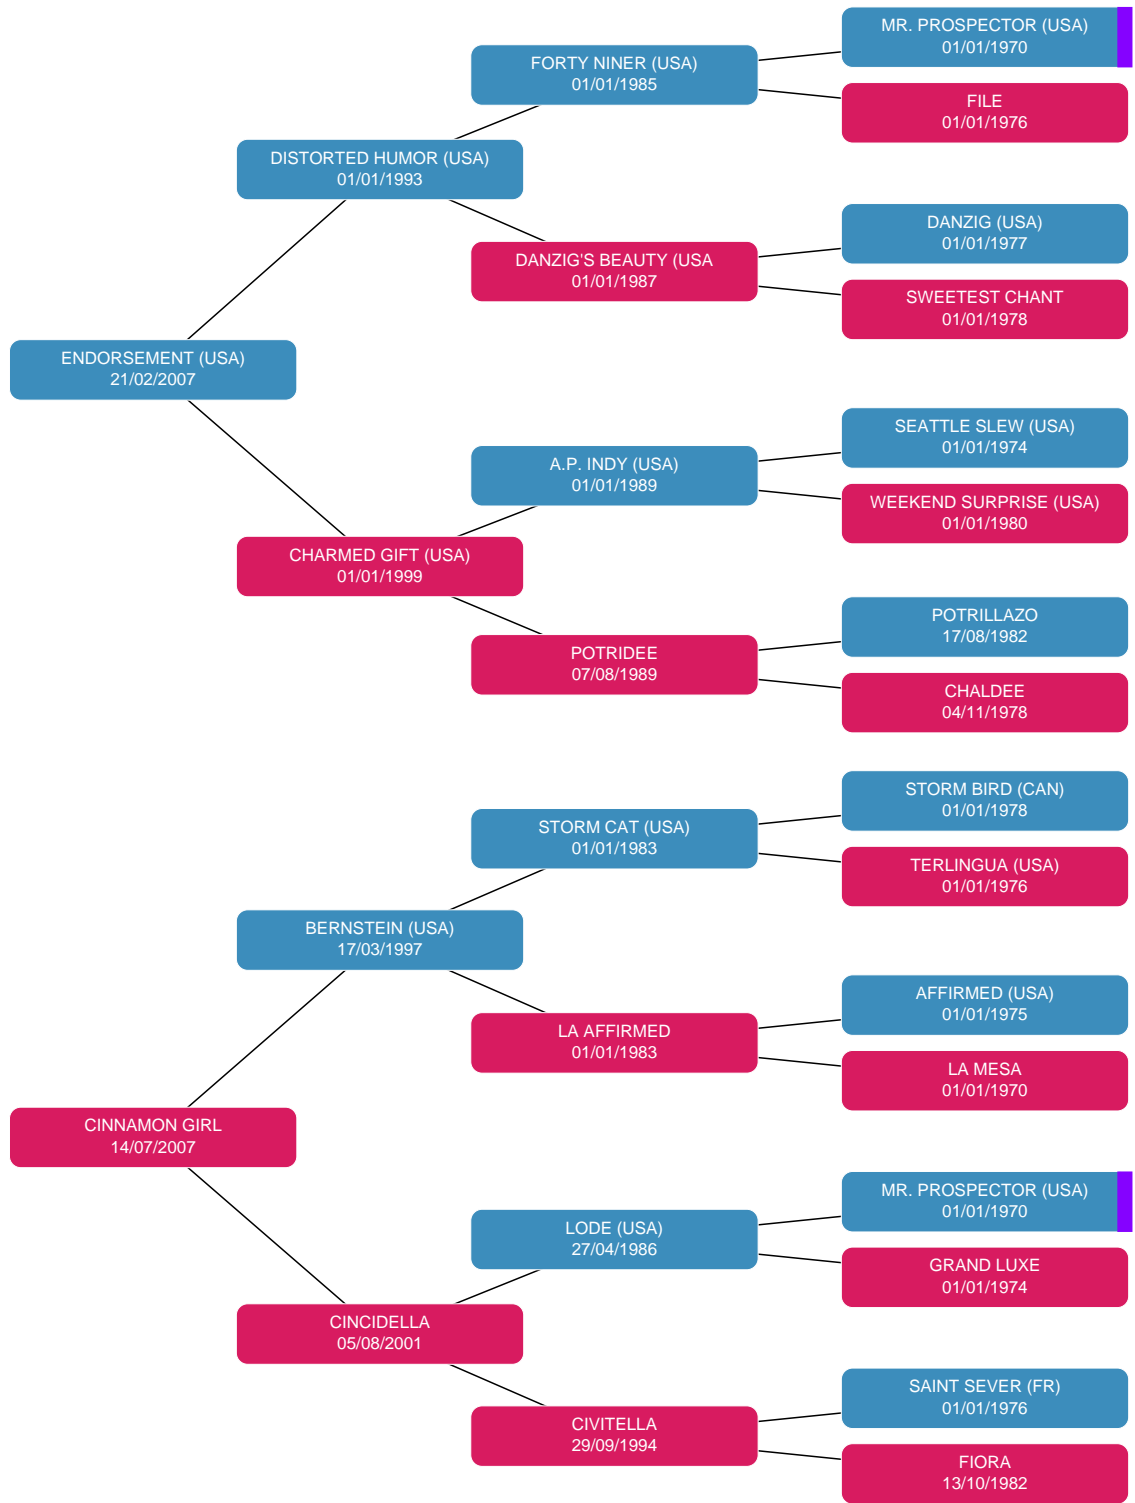 MR. PROSPECTOR (USA)
01/01/1970
FORTY NINER (USA)
01/01/1985
FILE
01/01/1976
DISTORTED HUMOR (USA)
01/01/1993
DANZIG (USA)
01/01/1977
DANZIG'S BEAUTY (USA
01/01/1987
SWEETEST CHANT
01/01/1978
ENDORSEMENT (USA)
21/02/2007
SEATTLE SLEW (USA)
01/01/1974
A.P. INDY (USA)
01/01/1989
WEEKEND SURPRISE (USA)
01/01/1980
CHARMED GIFT (USA)
01/01/1999
POTRILLAZO
17/08/1982
POTRIDEE
07/08/1989
CHALDEE
04/11/1978
STORM BIRD (CAN)
01/01/1978
STORM CAT (USA)
01/01/1983
TERLINGUA (USA)
01/01/1976
BERNSTEIN (USA)
17/03/1997
AFFIRMED (USA)
01/01/1975
LA AFFIRMED
01/01/1983
LA MESA
01/01/1970
CINNAMON GIRL
14/07/2007
MR. PROSPECTOR (USA)
01/01/1970
LODE (USA)
27/04/1986
GRAND LUXE
01/01/1974
CINCIDELLA
05/08/2001
SAINT SEVER (FR)
01/01/1976
CIVITELLA
29/09/1994
FIORA
13/10/1982